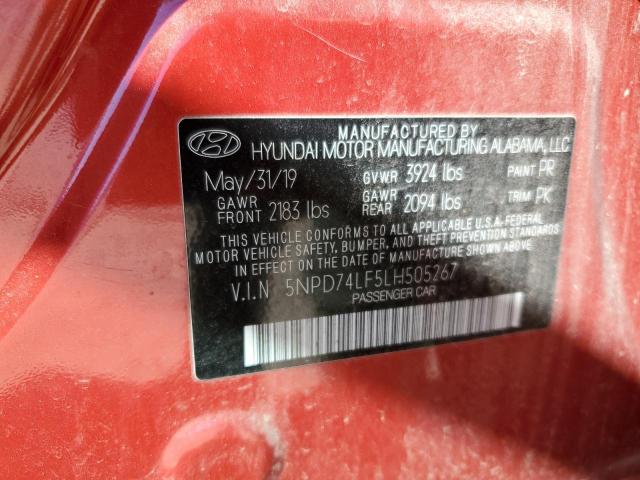 MANUFACTURED BY
HYUNDAI MOTOR MANUFACTURING ALABAMA, LLC
May/31/19 GVWR 3924 lbs PAINT PR
GAWR FRONT 2183 lbs GAWR REAR 2094 lbs TRIM PK
THIS VEHICLE CONFORMS TO ALL APPLICABLE U.S.A-FEDERAL
MOTOR VEHICLE SAFETY, BUMPER, AND THEFT PREVENTION STANDARDS
IN EFFECT ON THE DATE OF MANUFACTURE SHOWN ABOVE.
V.I.N 5NPD74LF5LH505267
PASSENGER CAR